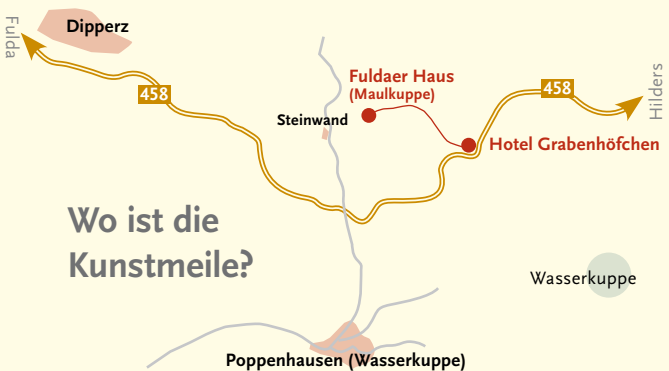 Fulda
Dipperz
458
Steinwand
Fuldaer Haus
(Maulkuppe)
458
Hilders
Hotel Grabenhöfchen
Wo ist die
Kunstmeile?
Wasserkuppe
Poppenhausen (Wasserkuppe)